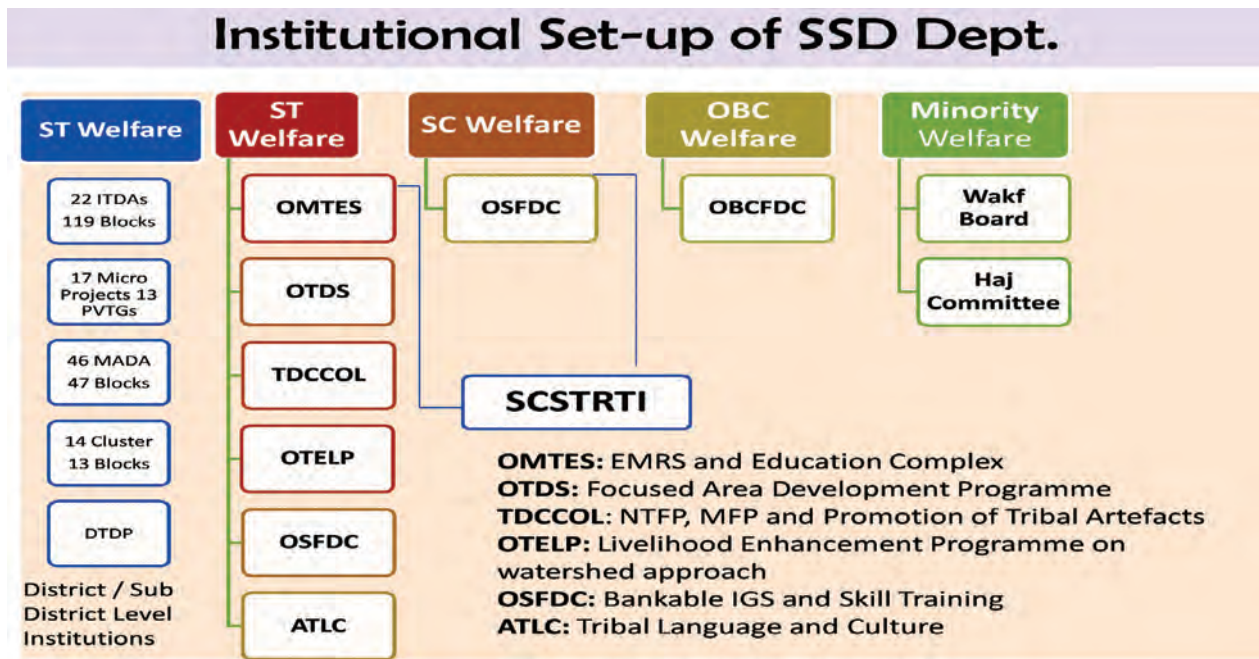 Institutional Set-up of SSD Dept.
ST Welfare
22 ITDAs
119 Blocks
17 Micro
Projects 13
PVTGs
46 MADA
47 Blocks
14 Cluster
13 Blocks
DTDP
District / Sub
District Level
Institutions
ST
Welfare
OMTES
OTDS
TDCCOL
OTELP
OSFDC
ATLC
SC Welfare
OSFDC
OBC
Welfare
OBCFDC
Minority
Welfare
Wakf
Board
Haj
Committee
SCSTRTI
OMTES: EMRS and Education Complex
OTDS: Focused Area Development Programme
TDCCOL: NTFP, MFP and Promotion of Tribal Artefacts
OTELP: Livelihood Enhancement Programme on
watershed approach
OSFDC: Bankable IGS and Skill Training
ATLC: Tribal Language and Culture